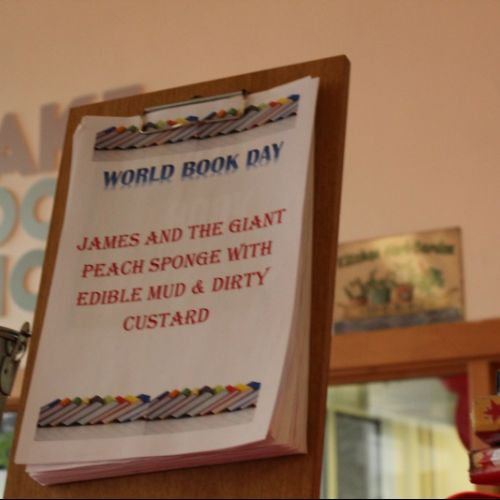 WORLD BOOK DAY
JAMES AND THE GIANT
PEACH SPONGE WITH
EDIBLE MUD & DIRTY
CUSTARD